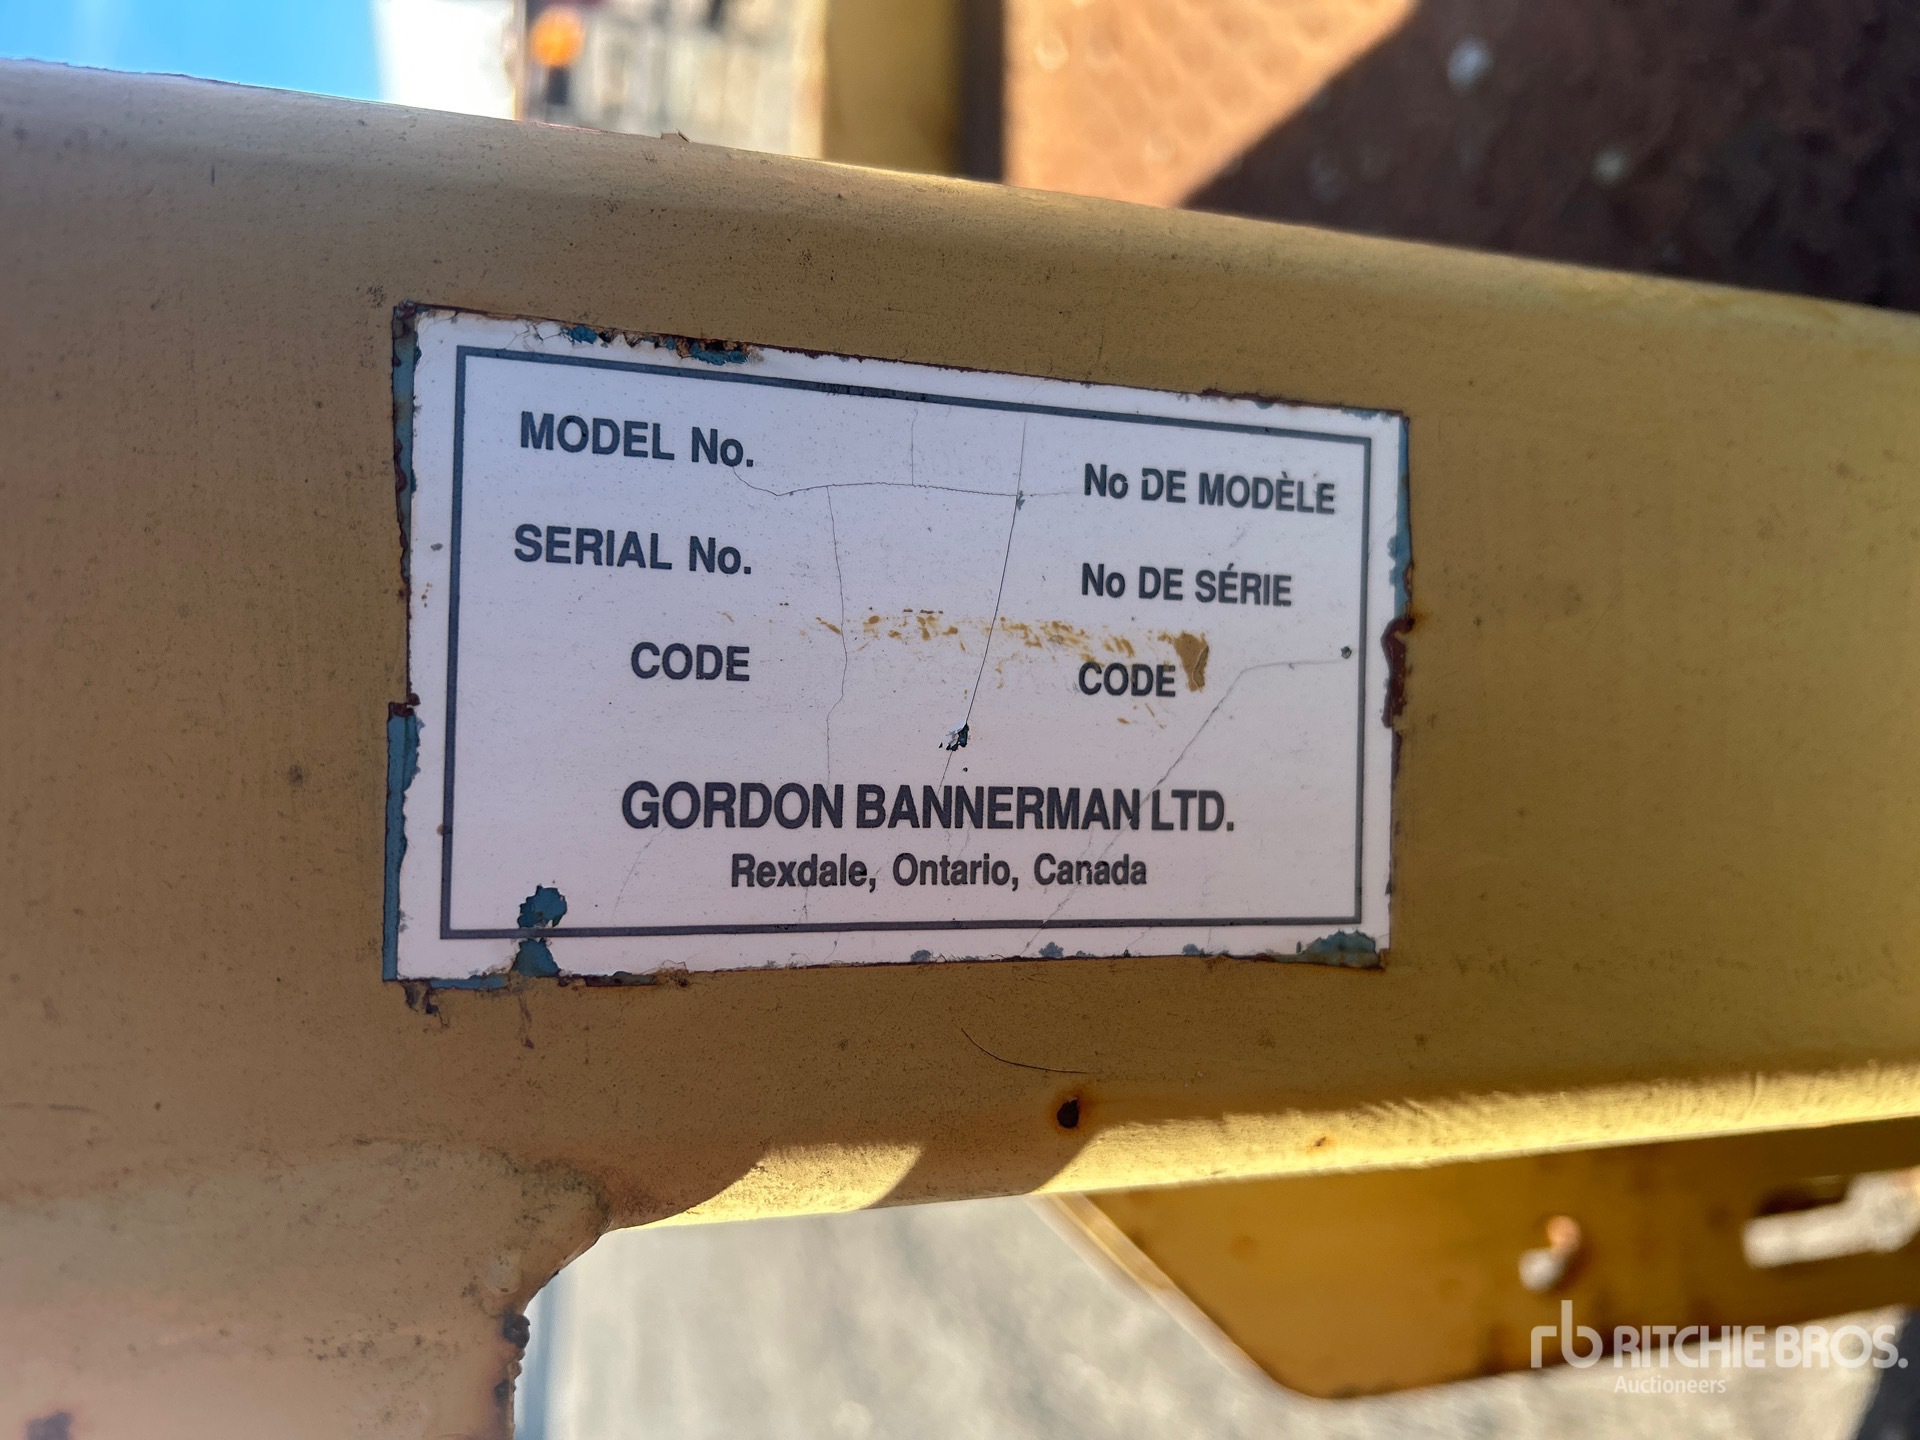 MODEL No. No DE MODÈLE
SERIAL No. No DE SÉRIE
CODE CODE
GORDON BANNERMAN LTD.
Rexdale, Ontario, Canada
rb RITCHIE BROS.
Auctioneers